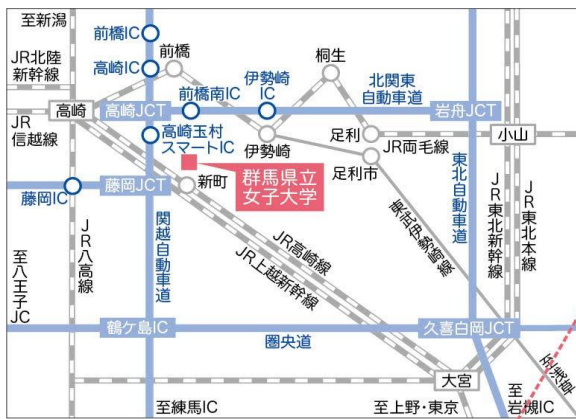 至新潟
JR北陸
新幹線
前橋IC
高崎IC
前橋
桐生
高崎
JR
信越線
高崎JCT
前橋南IC
伊勢崎
IC
北関東
自動車道
岩舟JCT
高崎玉村
スマートIC
伊勢崎
足利
JR両毛線
小山
足利市
群馬県立
女子大学
藤岡IC
藤岡JCT
新町
東北自動車道
JR東北新幹線
JR東北本線
東武伊勢崎線
JR八高線
関越自動車道
JR高崎線
JR上越新幹線
至八王子
JC
鶴ケ島IC
圏央道
久喜白岡JCT
大宮
至浅草
至練馬IC
至上野・東京
至岩槻IC